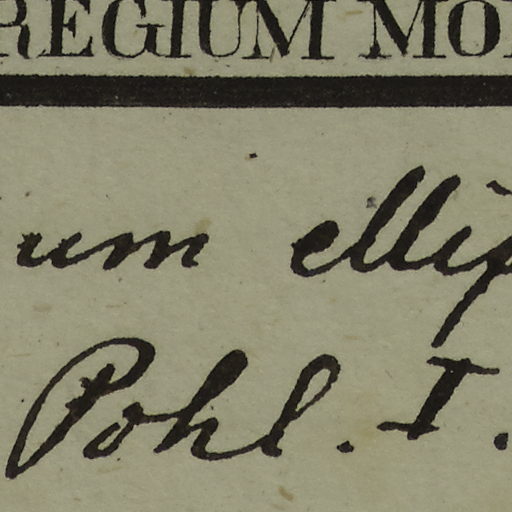 REGIUM MO
um ellip
Pohl. I.